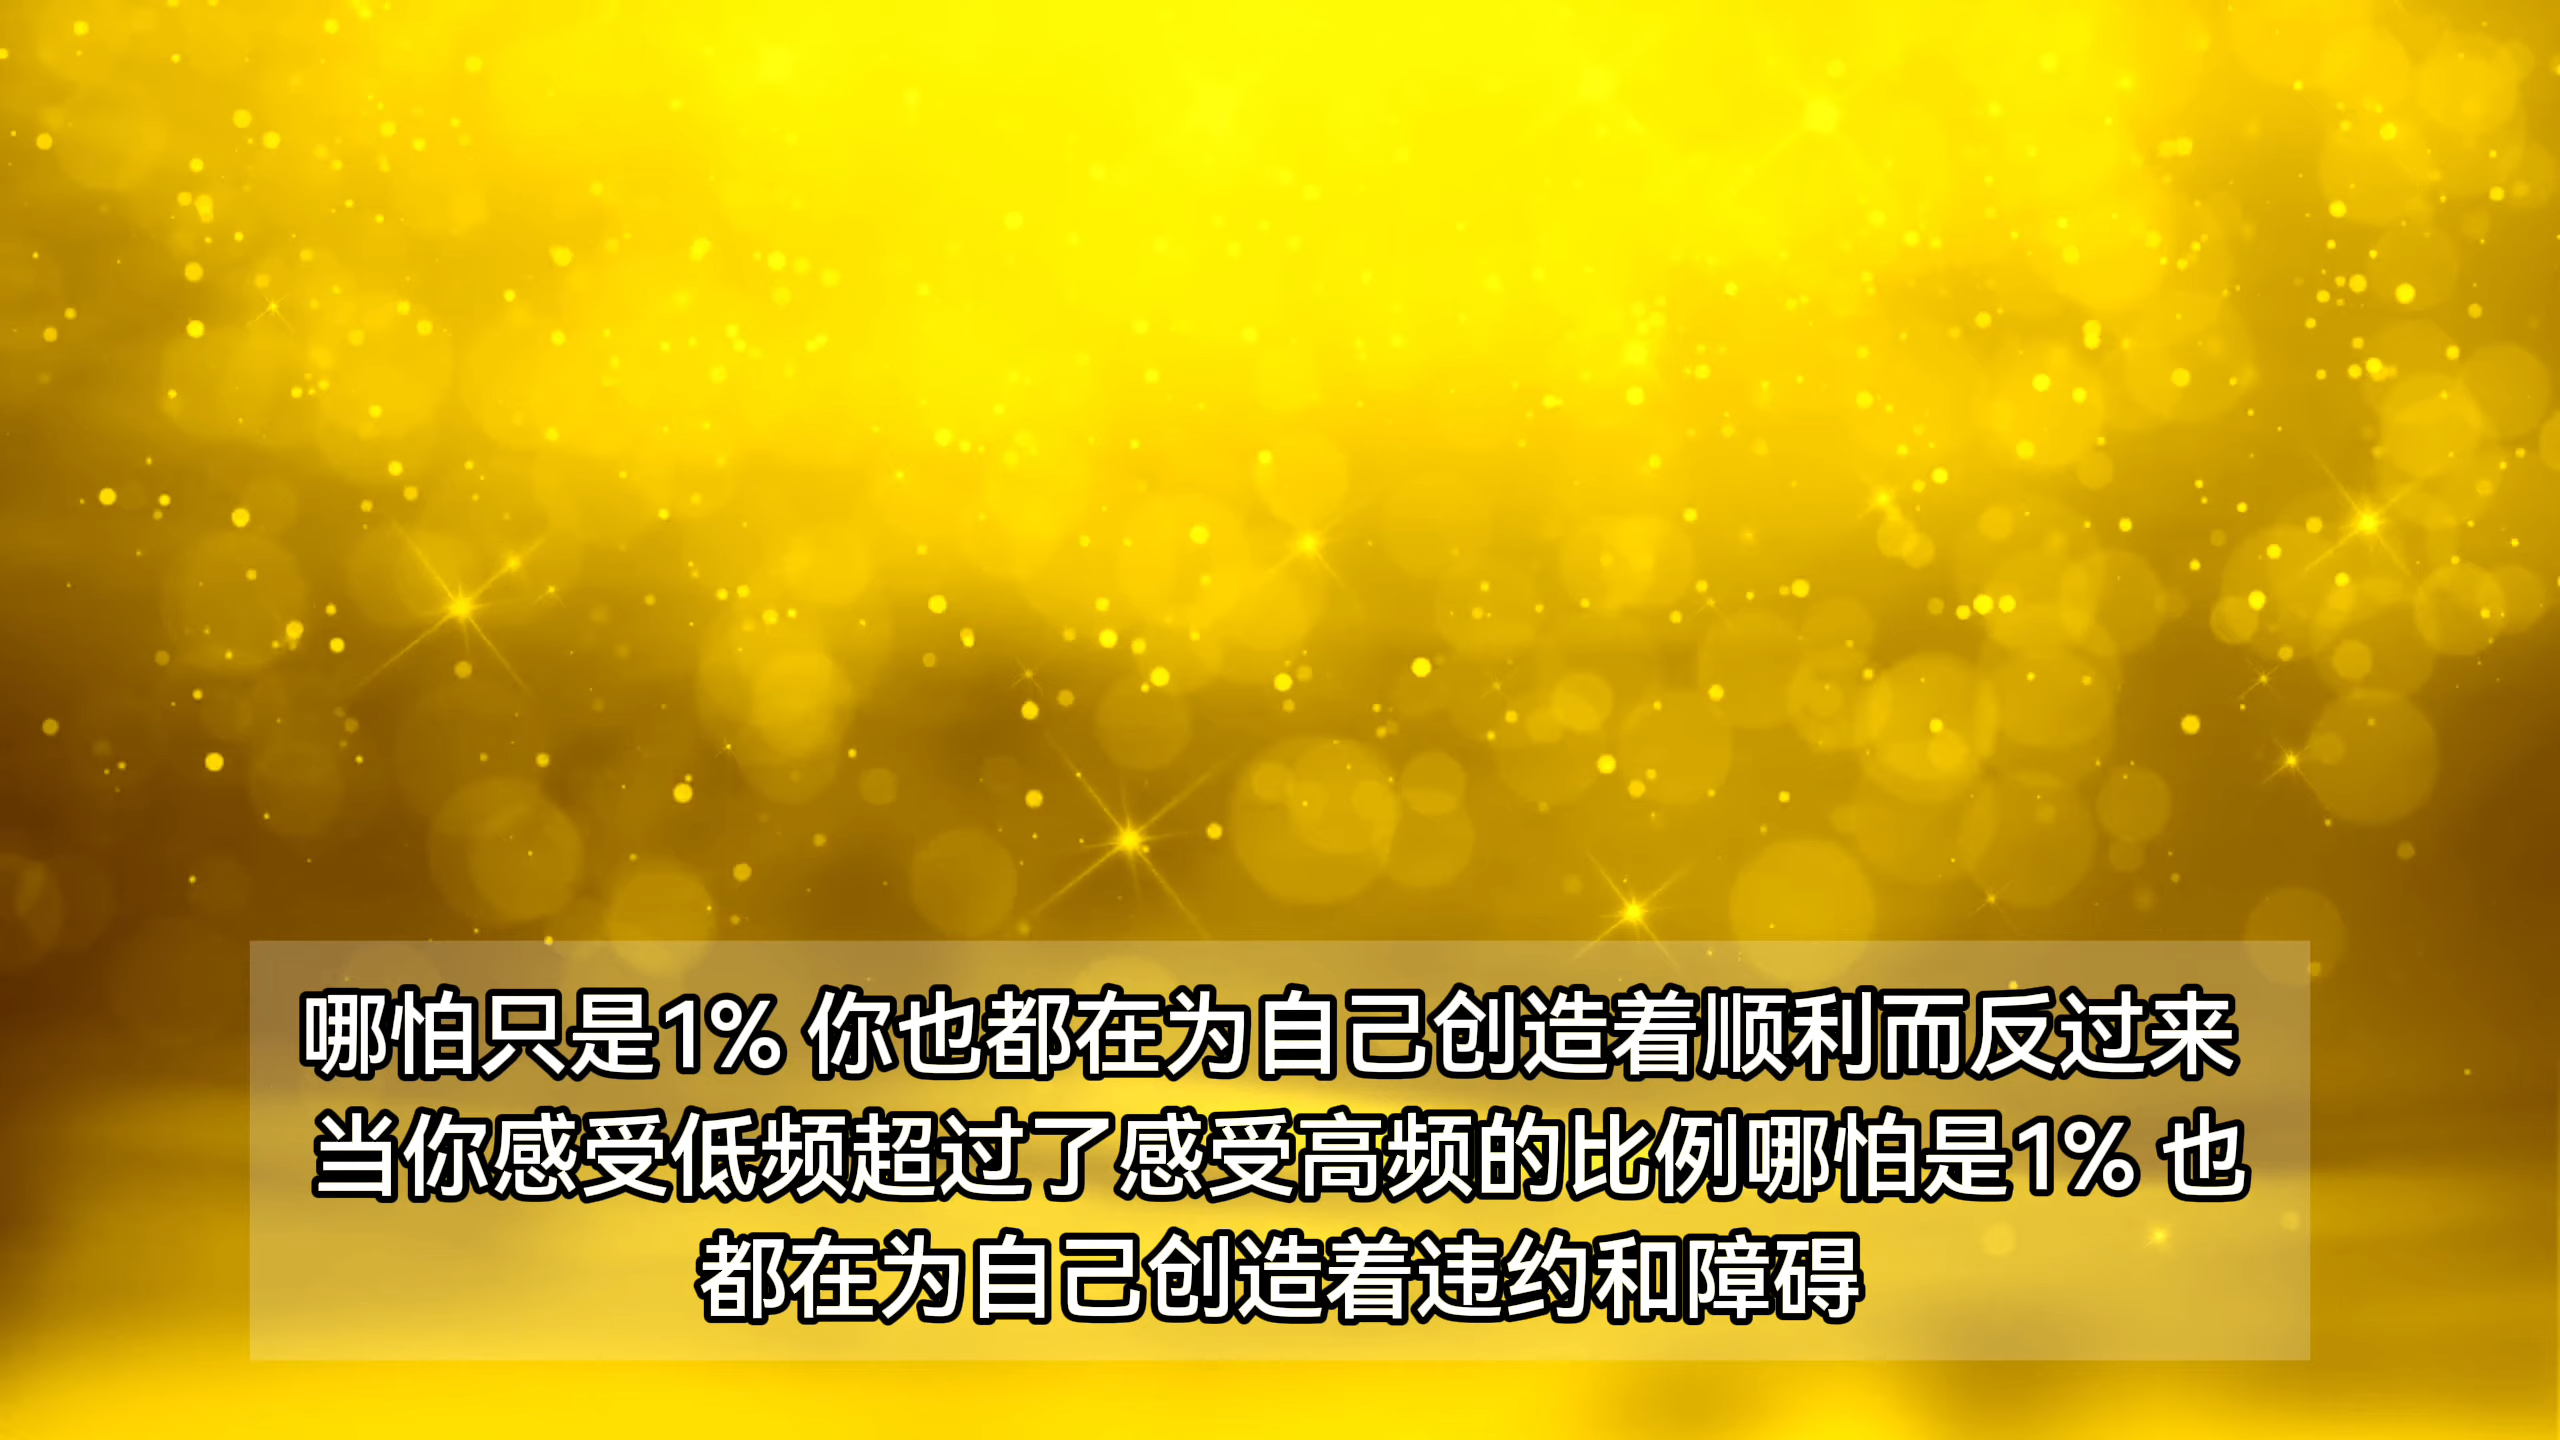 哪怕只是1% 你也都在为自己创造着顺利而反过来
当你感受低频超过了感受高频的比例哪怕是1% 也
都在为自己创造着违约和障碍